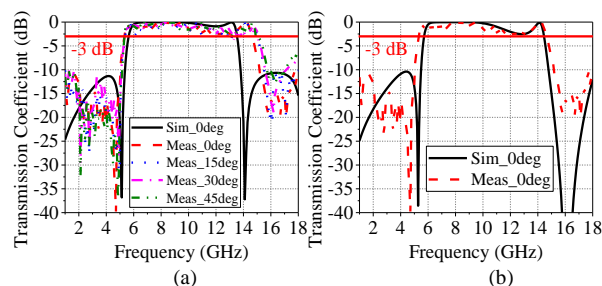 Transmission Coefficient (dB)
0
-5
-10
-15
-20
-25
-30
-35
-40
-3 dB
Sim_0deg
Meas_0deg
Meas_15deg
Meas_30deg
Meas_45deg
2 4 6 8 10 12 14 16 18
Frequency (GHz)
(a)
Transmission Coefficient (dB)
0
-5
-10
-15
-20
-25
-30
-35
-40
-3 dB
Sim_0deg
Meas_0deg
2 4 6 8 10 12 14 16 18
Frequency (GHz)
(b)